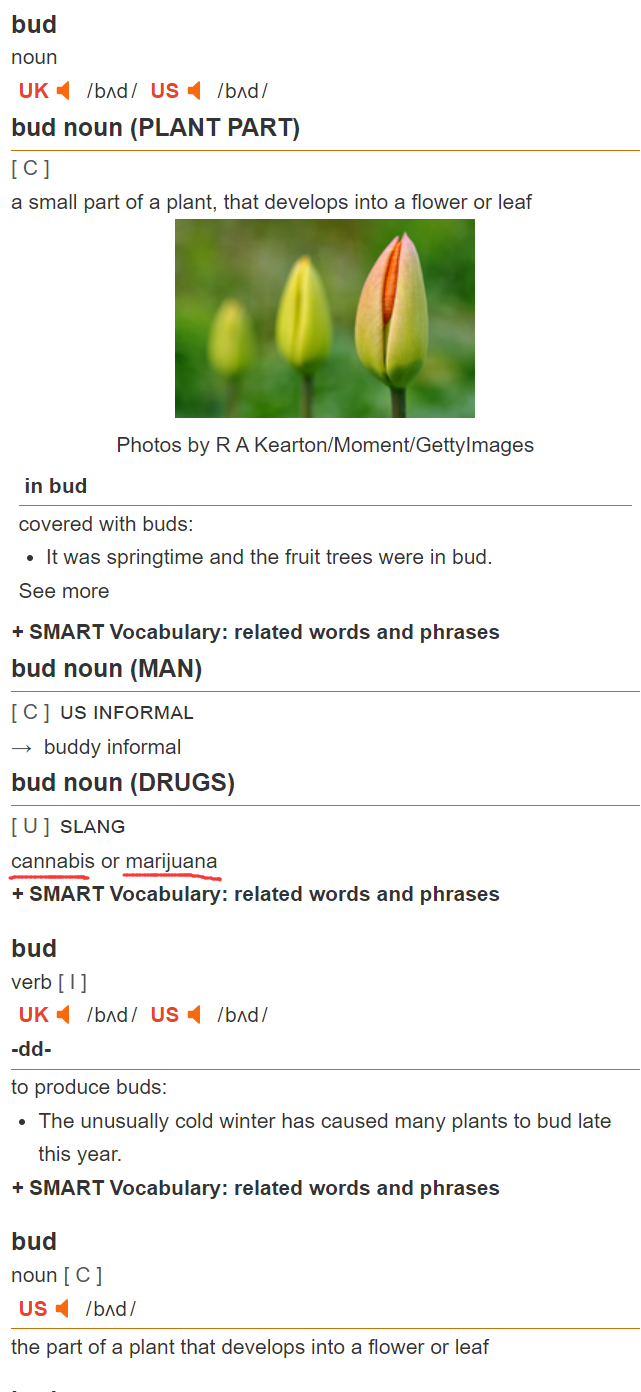 bud
noun
UK /bʌd/ US /bʌd/
bud noun (PLANT PART)
[ C ]
a small part of a plant, that develops into a flower or leaf
Photos by R A Kearton/Moment/GettyImages
in bud
covered with buds:
• It was springtime and the fruit trees were in bud.
See more
+ SMART Vocabulary: related words and phrases
bud noun (MAN)
[ C ] US INFORMAL
→ buddy informal
bud noun (DRUGS)
[ U ] SLANG
cannabis or marijuana
+ SMART Vocabulary: related words and phrases
bud
verb [ I ]
UK /bʌd/ US /bʌd/
-dd-
to produce buds:
• The unusually cold winter has caused many plants to bud late
this year.
+ SMART Vocabulary: related words and phrases
bud
noun [ C ]
US /bʌd/
the part of a plant that develops into a flower or leaf